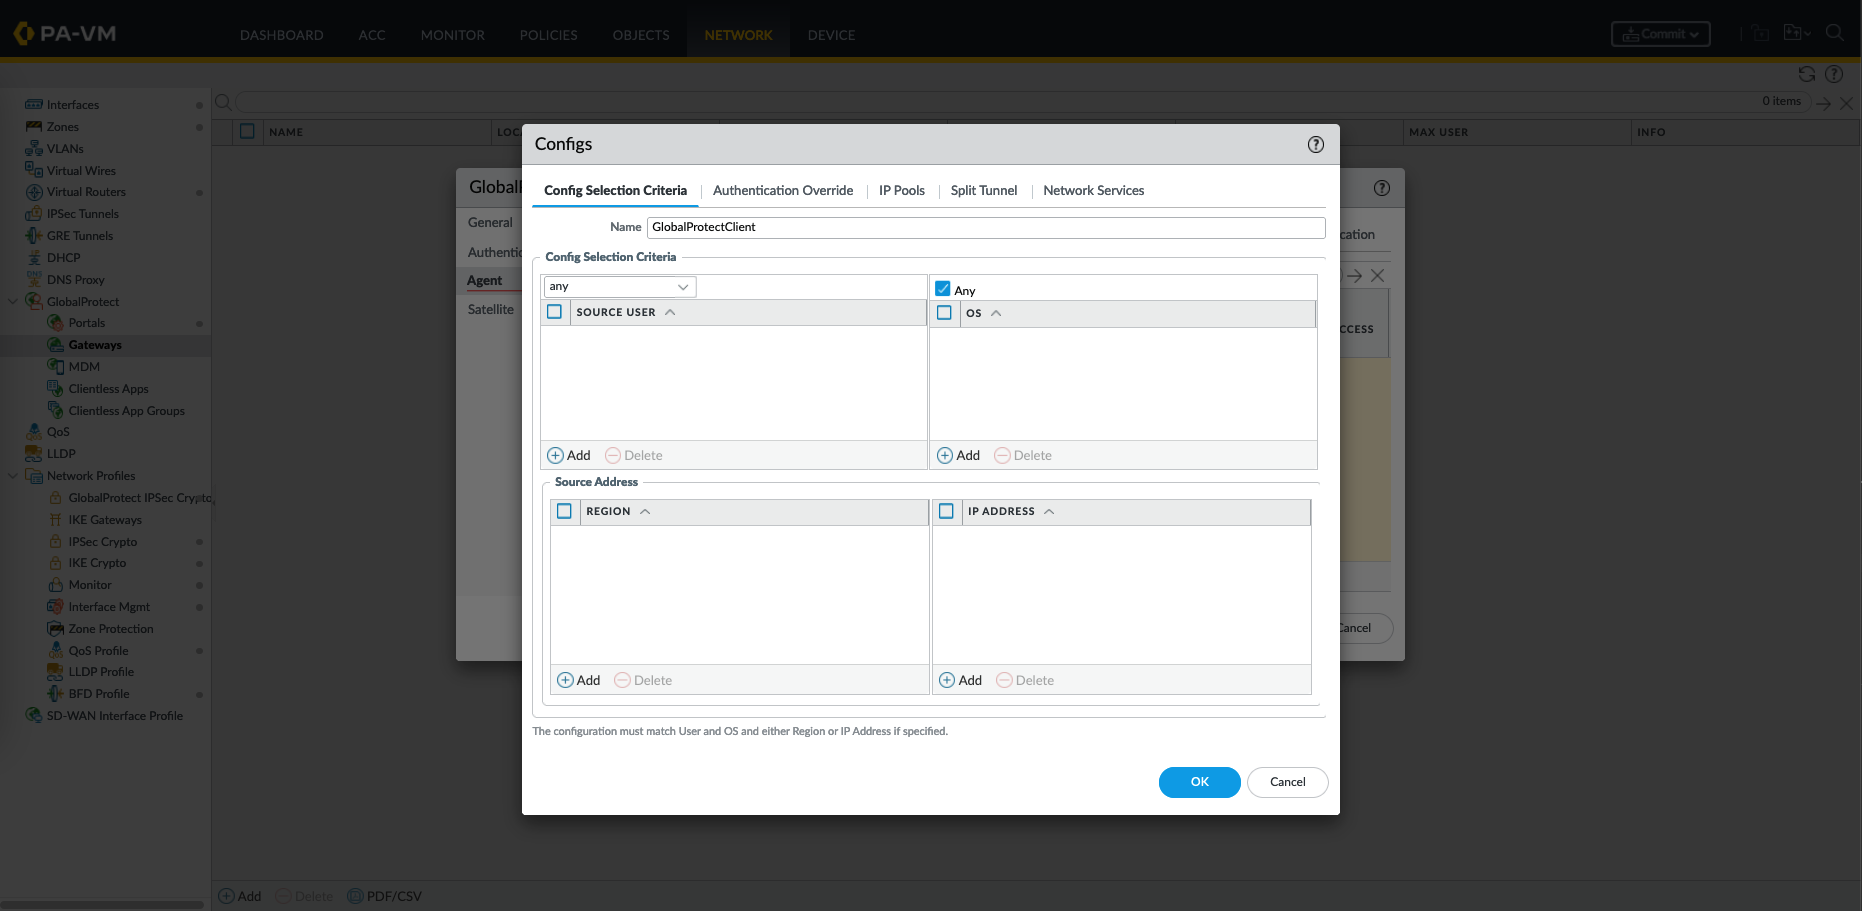 PA-VM
DASHBOARD
ACC
MONITOR
POLICIES
OBJECTS
NETWORK
DEVICE
Commit
0 items
NAME
MAX USER
INFO
Interfaces
Zones
VLANs
Virtual Wires
Virtual Routers
IPSec Tunnels
GRE Tunnels
DHCP
DNS Proxy
GlobalProtect
Portals
Gateways
MDM
Clientless Apps
Clientless App Groups
QoS
LLDP
Network Profiles
GlobalProtect IPSec Crypto
IKE Gateways
IPSec Crypto
IKE Crypto
Monitor
Interface Mgmt
Zone Protection
QoS Profile
LLDP Profile
BFD Profile
SD-WAN Interface Profile
General
Agent
Satellite
Cancel
Configs
Config Selection Criteria
Authentication Override
IP Pools
Split Tunnel
Network Services
Name
GlobalProtectClient
Config Selection Criteria
any
Any
SOURCE USER
OS
Add
Delete
Add
Delete
Source Address
REGION
IP ADDRESS
Add
Delete
Add
Delete
The configuration must match User and OS and either Region or IP Address if specified.
OK
Cancel
Add
Delete
PDF/CSV